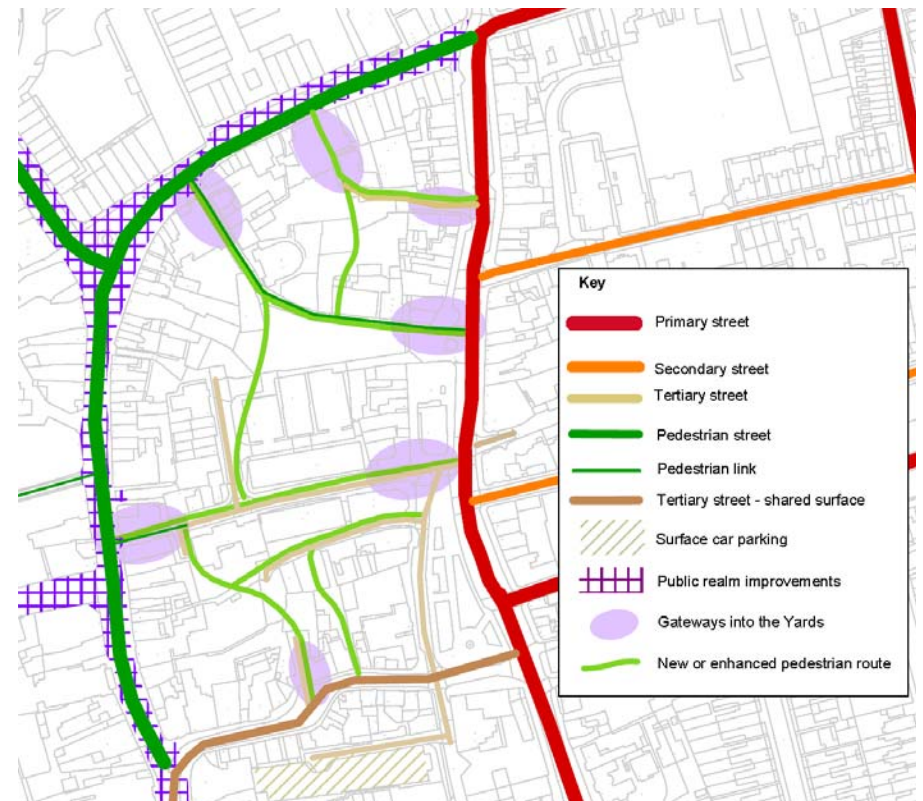 Key
Primary street
Secondary street
Tertiary street
Pedestrian street
Pedestrian link
Tertiary street - shared surface
Surface car parking
Public realm improvements
Gateways into the Yards
New or enhanced pedestrian route